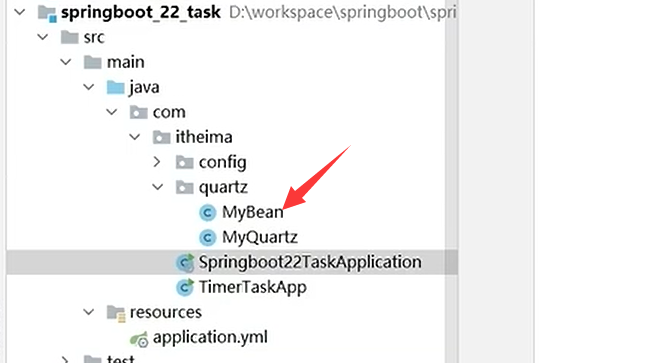 springboot_22_task D:\workspace\springboot\spri
src
main
java
com
itheima
config
quartz
MyBean
MyQuartz
Springboot22TaskApplication
TimerTaskApp
resources
application.yml
test